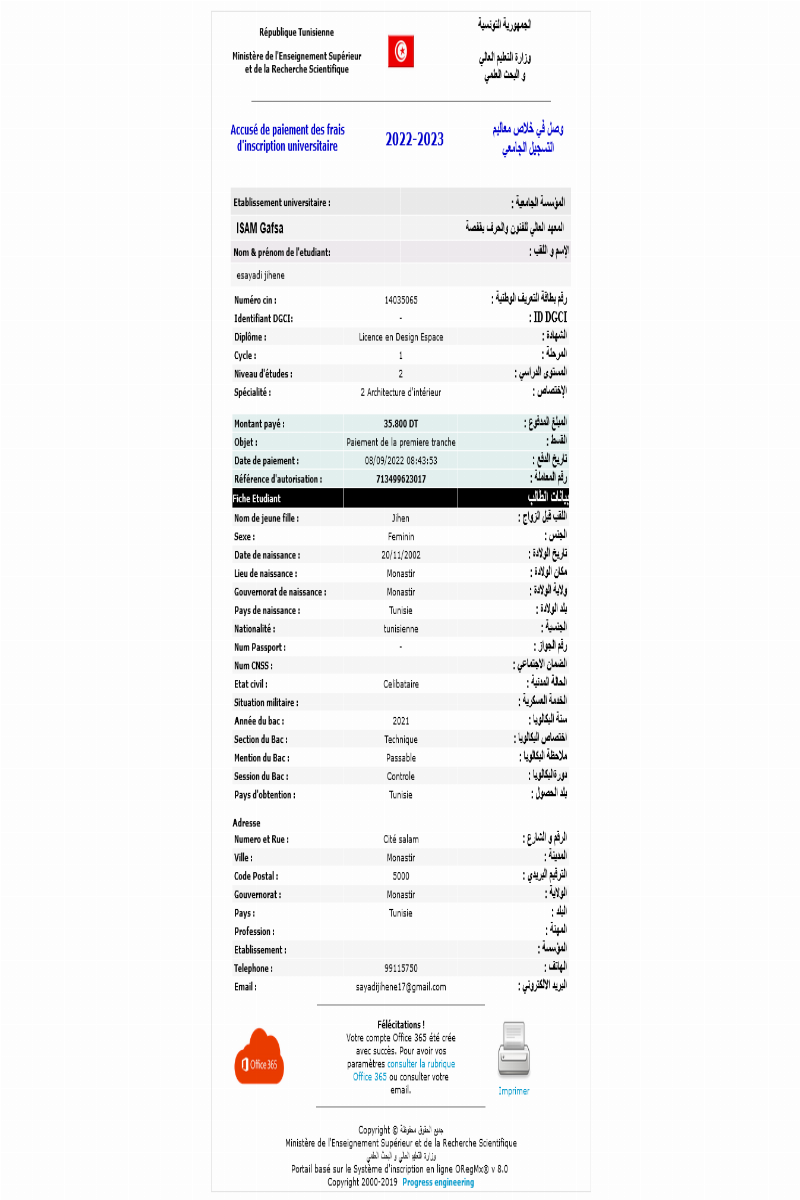 République Tunisienne
الجمهورية التونسية
Ministère de l'Enseignement Supérieur
et de la Recherche Scientifique
وزارة التعليم العالي
و البحث العلمي
Accusé de paiement des frais
d'inscription universitaire
2022-2023
وصل في خلاص معاليم
التسجيل الجامعي
Etablissement universitaire : المؤسسة الجامعية :
ISAM Gafsa المعهد العالي للفنون والحرف بقفصة
Nom & prénom de l'etudiant: الإسم و اللقب :
esayadi jihene
Numéro cin : 14035065 رقم بطاقة التعريف الوطنية :
Identifiant DGCI: - ID DGCI :
Diplôme : Licence en Design Espace الشهادة :
Cycle : 1 المرحلة :
Niveau d'études : 2 المستوى الدراسي :
Spécialité : 2 Architecture d'intérieur الإختصاص :
Montant payé : 35.800 DT المبلغ المدفوع :
Objet : Paiement de la premiere tranche القسط :
Date de paiement : 08/09/2022 08:43:53 تاريخ الدفع :
Référence d'autorisation : 713499623017 رقم المعاملة :
Fiche Etudiant بيانات الطالب
Nom de jeune fille : Jihen اللقب قبل الزواج :
Sexe : Feminin الجنس :
Date de naissance : 20/11/2002 تاريخ الولادة :
Lieu de naissance : Monastir مكان الولادة :
Gouvernorat de naissance : Monastir ولاية الولادة :
Pays de naissance : Tunisie بلد الولادة :
Nationalité : tunisienne الجنسية :
Num Passport : - رقم الجواز :
Num CNSS : الضمان الاجتماعي :
Etat civil : Celibataire الحالة المدنية :
Situation militaire : الخدمة العسكرية :
Année du bac : 2021 سنة البكالويا :
Section du Bac : Technique اختصاص البكالويا :
Mention du Bac : Passable ملاحظة البكالويا :
Session du Bac : Controle دورةالبكالويا :
Pays d'obtention : Tunisie بلد الحصول :
Adresse
Numero et Rue : Cité salam الرقم و الشارع :
Ville : Monastir المدينة :
Code Postal : 5000 الترقيم البريدي :
Gouvernorat : Monastir الولاية :
Pays : Tunisie البلد :
Profession : المهنة :
Etablissement : المؤسسة :
Telephone : 99115750 الهاتف :
Email : sayadijihene17@gmail.com البريد الالكتروني :
Félécitations !
Votre compte Office 365 été crée
avec succès. Pour avoir vos
paramètres consulter la rubrique
Office 365 ou consulter votre
email.
Office 365
Imprimer
Copyright © جميع الحقوق محفوظة
Ministère de l'Enseignement Supérieur et de la Recherche Scientifique
وزارة التعليم العالي و البحث العلمي
Portail basé sur le Système d'inscription en ligne ORegMx® v 8.0
Copyright 2000-2019 Progress engineering